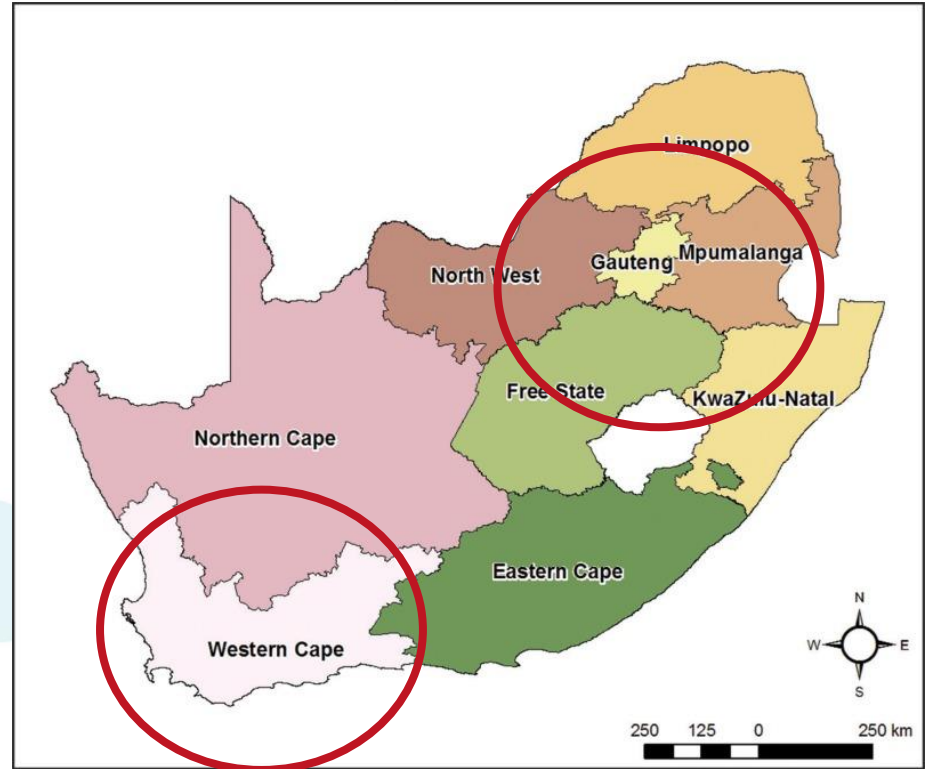 Limpopo
Mpumalanga
Gauteng
North West
Free State
KwaZulu-Natal
Northern Cape
Eastern Cape
Western Cape
N
W E
S
250 125 0 250 km